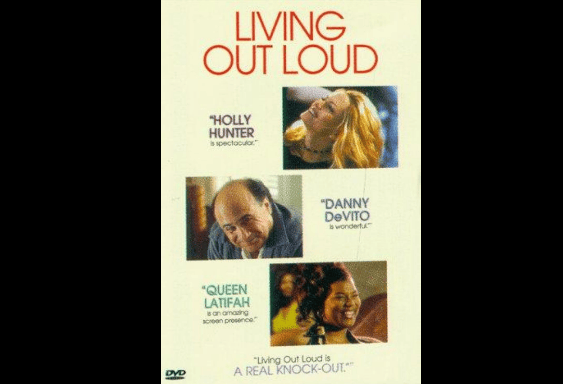 LIVING
OUT LOUD
"HOLLY
HUNTER
is spectacular."
"DANNY
DeVITO
is wonderful."
"QUEEN
LATIFAH
is an amazing
screen presence."
"Living Out Loud is
A REAL KNOCK-OUT."
DVD